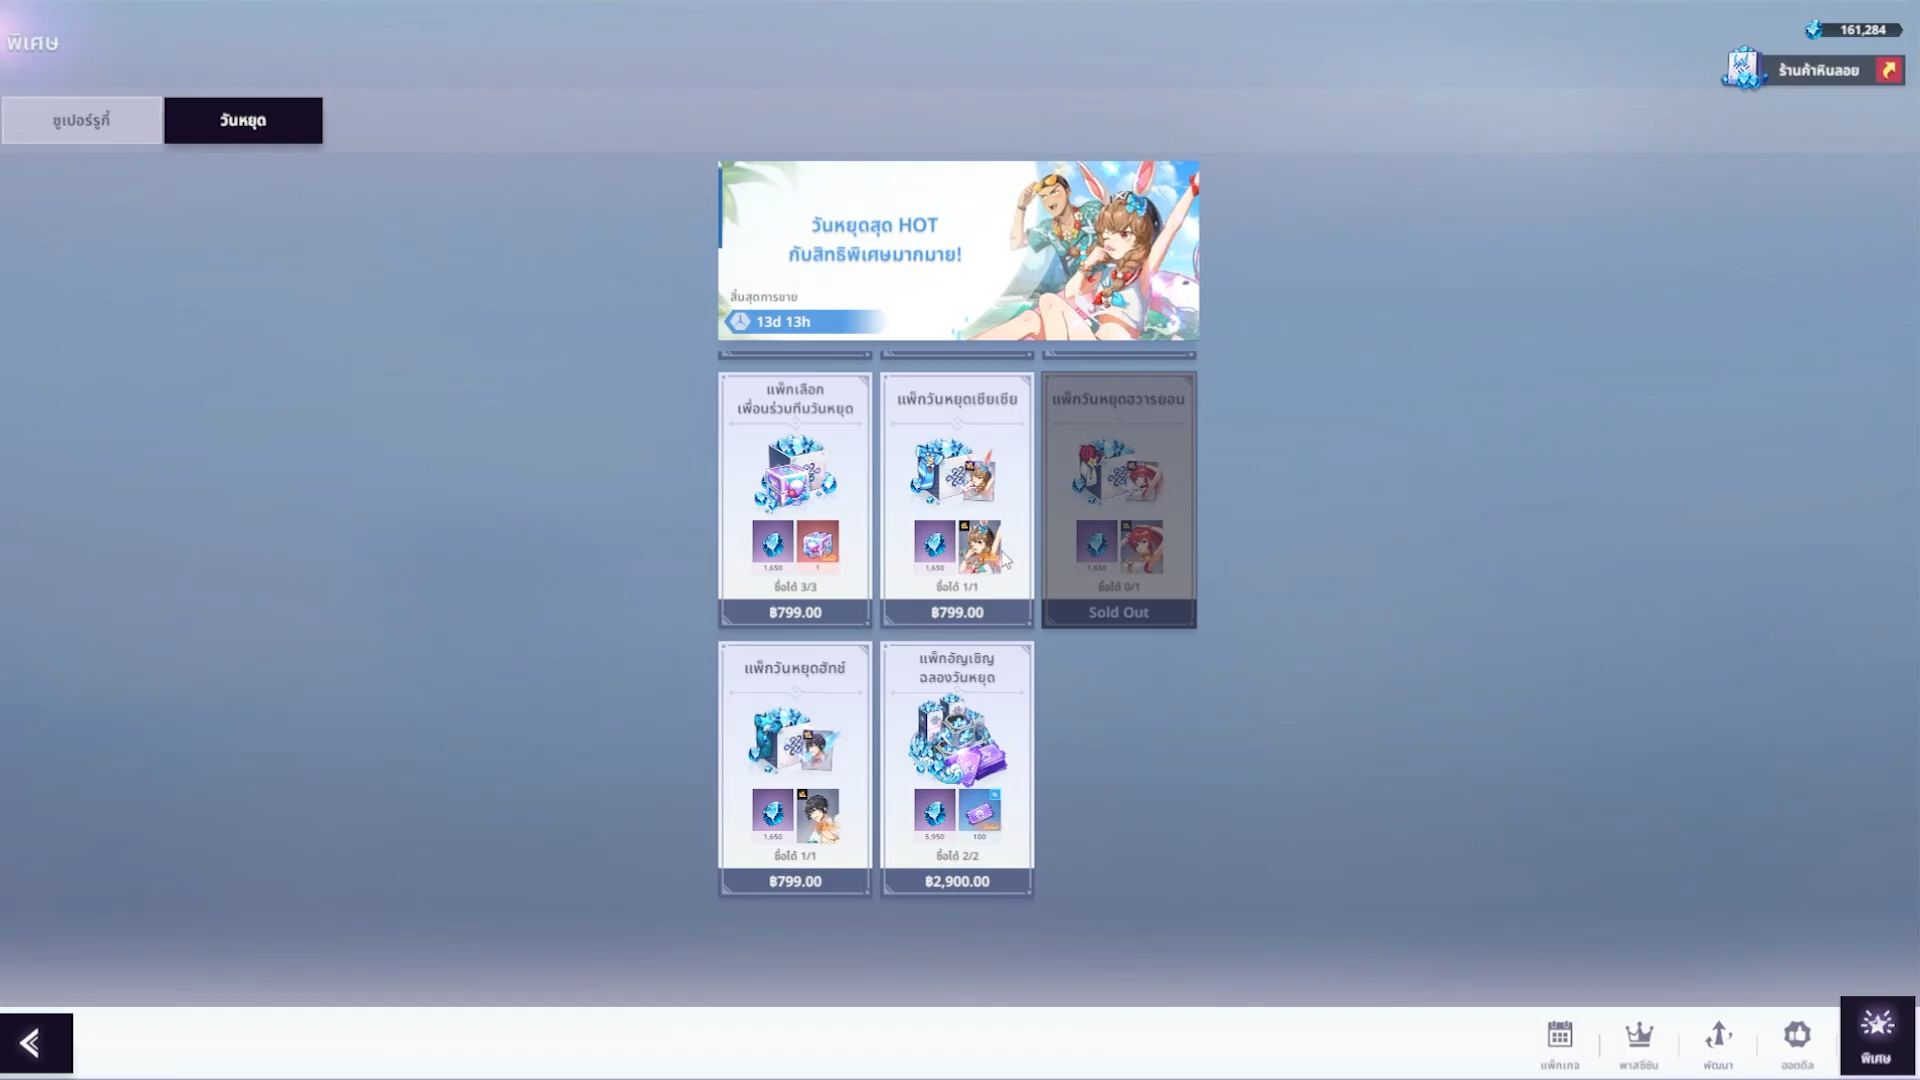 พิเศษ
161,284
ร้านค้าหินลอย
ซูเปอร์รูกี้
วันหยุด
วันหยุดสุด HOT
กับสิทธิพิเศษมากมาย!
สิ้นสุดการขาย
13d 13h
แพ็กเลือก
เพื่อนร่วมทีมวันหยุด
1,650
1
ซื้อได้ 3/3
฿799.00
แพ็กวันหยุดเซียเซีย
1,650
ซื้อได้ 1/1
฿799.00
แพ็กวันหยุดฮวารยอน
1,650
ซื้อได้ 0/1
Sold Out
แพ็กวันหยุดฮัทซ์
1,650
ซื้อได้ 1/1
฿799.00
แพ็กอัญเชิญ
ฉลองวันหยุด
5,950
100
ซื้อได้ 2/2
฿2,900.00
แพ็กเกจ
พาสซีซัน
พัฒนา
ฮอตดีล
พิเศษ